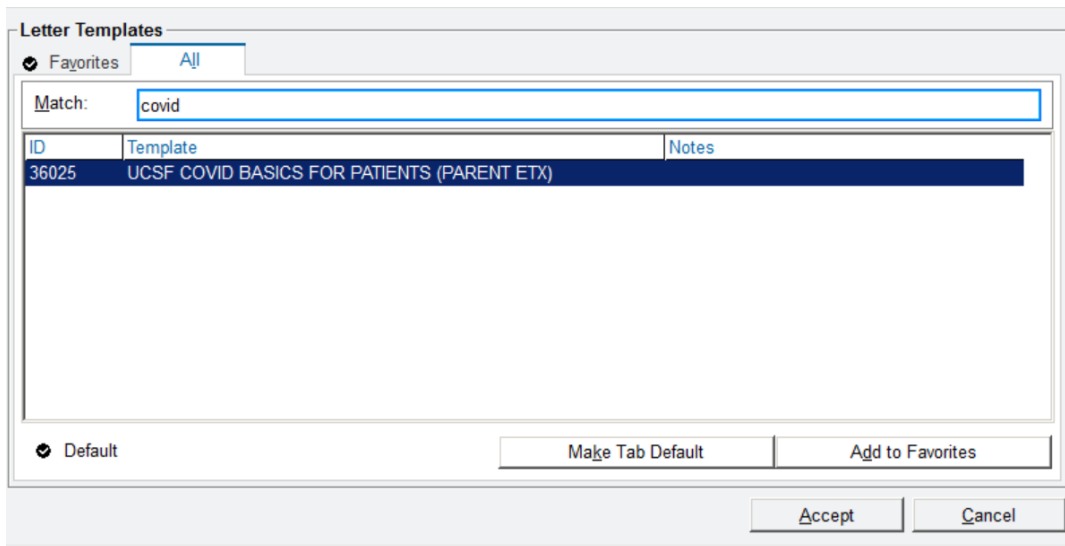 Letter Templates
Favorites All
Match: covid
ID Template Notes
36025 UCSF COVID BASICS FOR PATIENTS (PARENT ETX)
Default Make Tab Default Add to Favorites
Accept Cancel